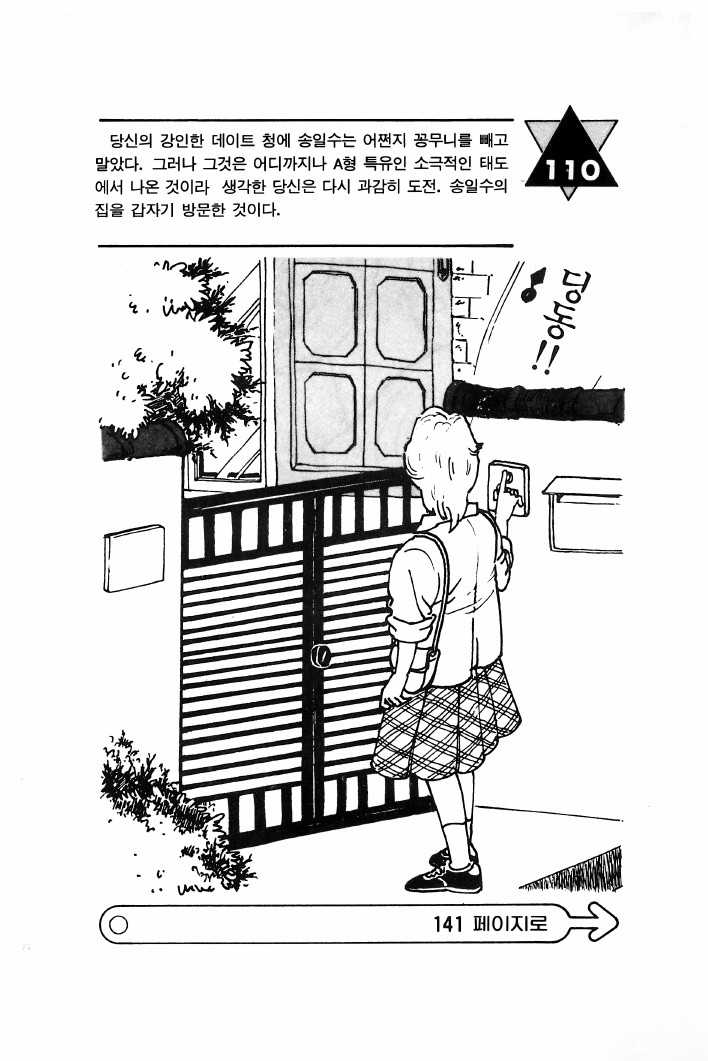 당신의 강인한 데이트 청에 송일수는 어쩐지 꽁무니를 빼고
말았다. 그러나 그것은 어디까지나 A형 특유인 소극적인 태도
에서 나온 것이라 생각한 당신은 다시 과감히 도전. 송일수의
집을 갑자기 방문한 것이다.
110
딩동!!
141 페이지로